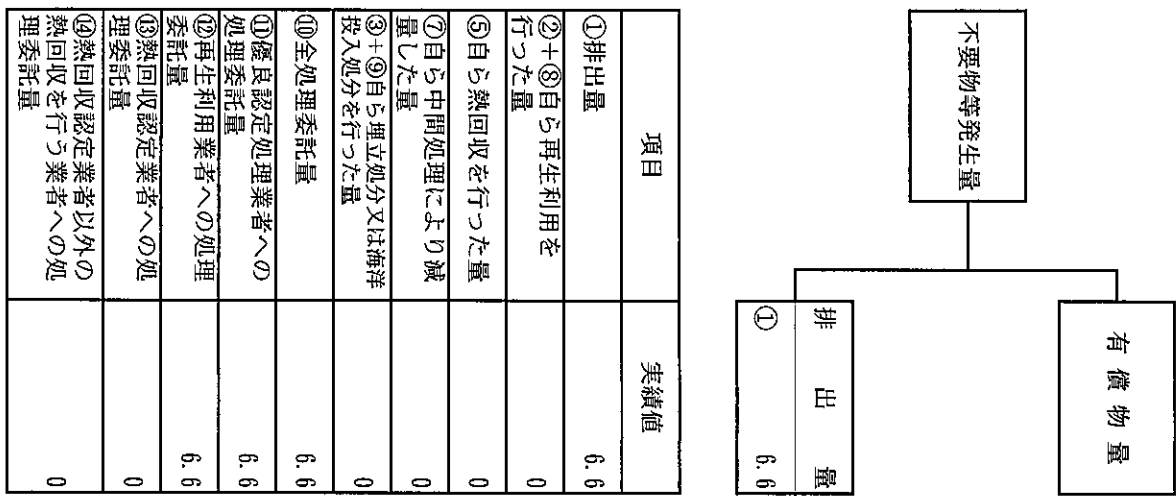 不要物等発生量
有償物量
排出量
① 6.6
項目 実績値
①排出量 6.6
②+⑧自ら再生利用を
行った量 0
⑤自ら熱回収を行った量 0
⑦自ら中間処理により減
量した量 0
③+⑨自ら埋立処分又は海洋
投入処分を行った量 0
⑩全処理委託量 6.6
⑪優良認定処理業者への
処理委託量 6.6
⑫再生利用業者への処理
委託量 6.6
⑬熱回収認定業者への処
理委託量 0
⑭熱回収認定業者以外の
熱回収を行う業者への処
理委託量 0